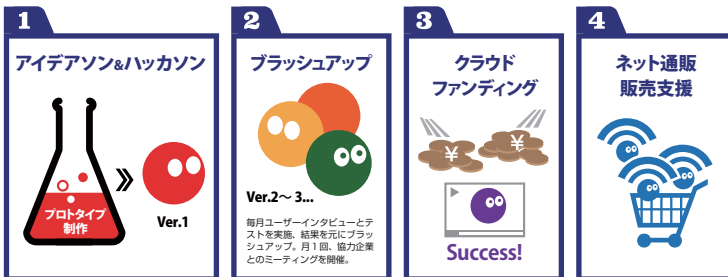 1
アイデアソン&ハッカソン
プロトタイプ
制作
Ver.1
2
ブラッシュアップ
Ver.2〜 3...
毎月ユーザーインタビューとテ
ストを実施、結果を元にブラッ
シュアップ。月1回、協力企業
とのミーティングを開催。
3
クラウド
ファンディング
¥
¥
Success!
4
ネット通販
販売支援